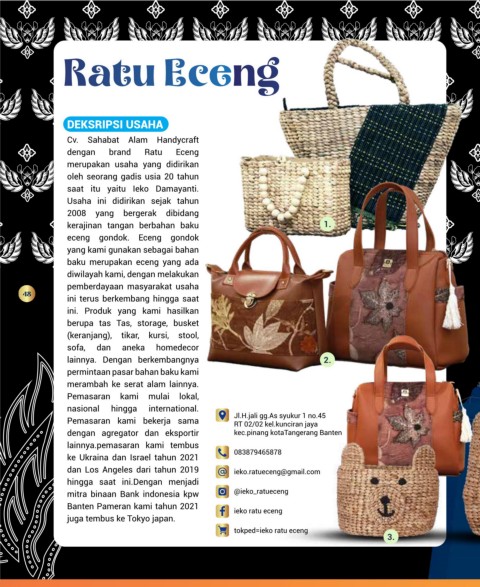 Ratu Eceng
DEKSRIPSI USAHA
Cv. Sahabat Alam Handycraft
dengan brand Ratu Eceng
merupakan usaha yang didirikan
oleh seorang gadis usia 20 tahun
saat itu yaitu Ieko Damayanti.
Usaha ini didirikan sejak tahun
2008 yang bergerak dibidang
kerajinan tangan berbahan baku
eceng gondok. Eceng gondok
yang kami gunakan sebagai bahan
baku merupakan eceng yang ada
diwilayah kami, dengan melakukan
pemberdayaan masyarakat usaha
ini terus berkembang hingga saat
ini. Produk yang kami hasilkan
berupa tas Tas, storage, busket
(keranjang), tikar, kursi, stool,
sofa, dan aneka homedecor
lainnya. Dengan berkembangnya
permintaan pasar bahan baku kami
merambah ke serat alam lainnya.
Pemasaran kami mulai lokal,
nasional hingga international.
Pemasaran kami bekerja sama
dengan agregator dan eksportir
lainnya.pemasaran kami tembus
ke Ukraina dan Israel tahun 2021
dan Los Angeles dari tahun 2019
hingga saat ini.Dengan menjadi
mitra binaan Bank indonesia kpw
Banten Pameran kami tahun 2021
juga tembus ke Tokyo japan.
48
1.
2.
3.
Jl.H.jali gg.As syukur 1 no.45
RT 02/02 kel.kunciran jaya
kec.pinang kotaTangerang Banten
083879465878
ieko.ratueceng@gmail.com
@ieko_ratueceng
ieko ratu eceng
tokped=ieko ratu eceng